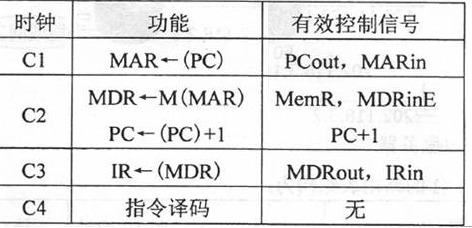 时钟 功能 有效控制信号
C1 MAR←(PC) PCout，MARin
C2 MDR←M(MAR) MemR，MDRinE
PC←(PC)+1 PC+1
C3 IR←(MDR) MDRout，IRin
C4 指令译码 无